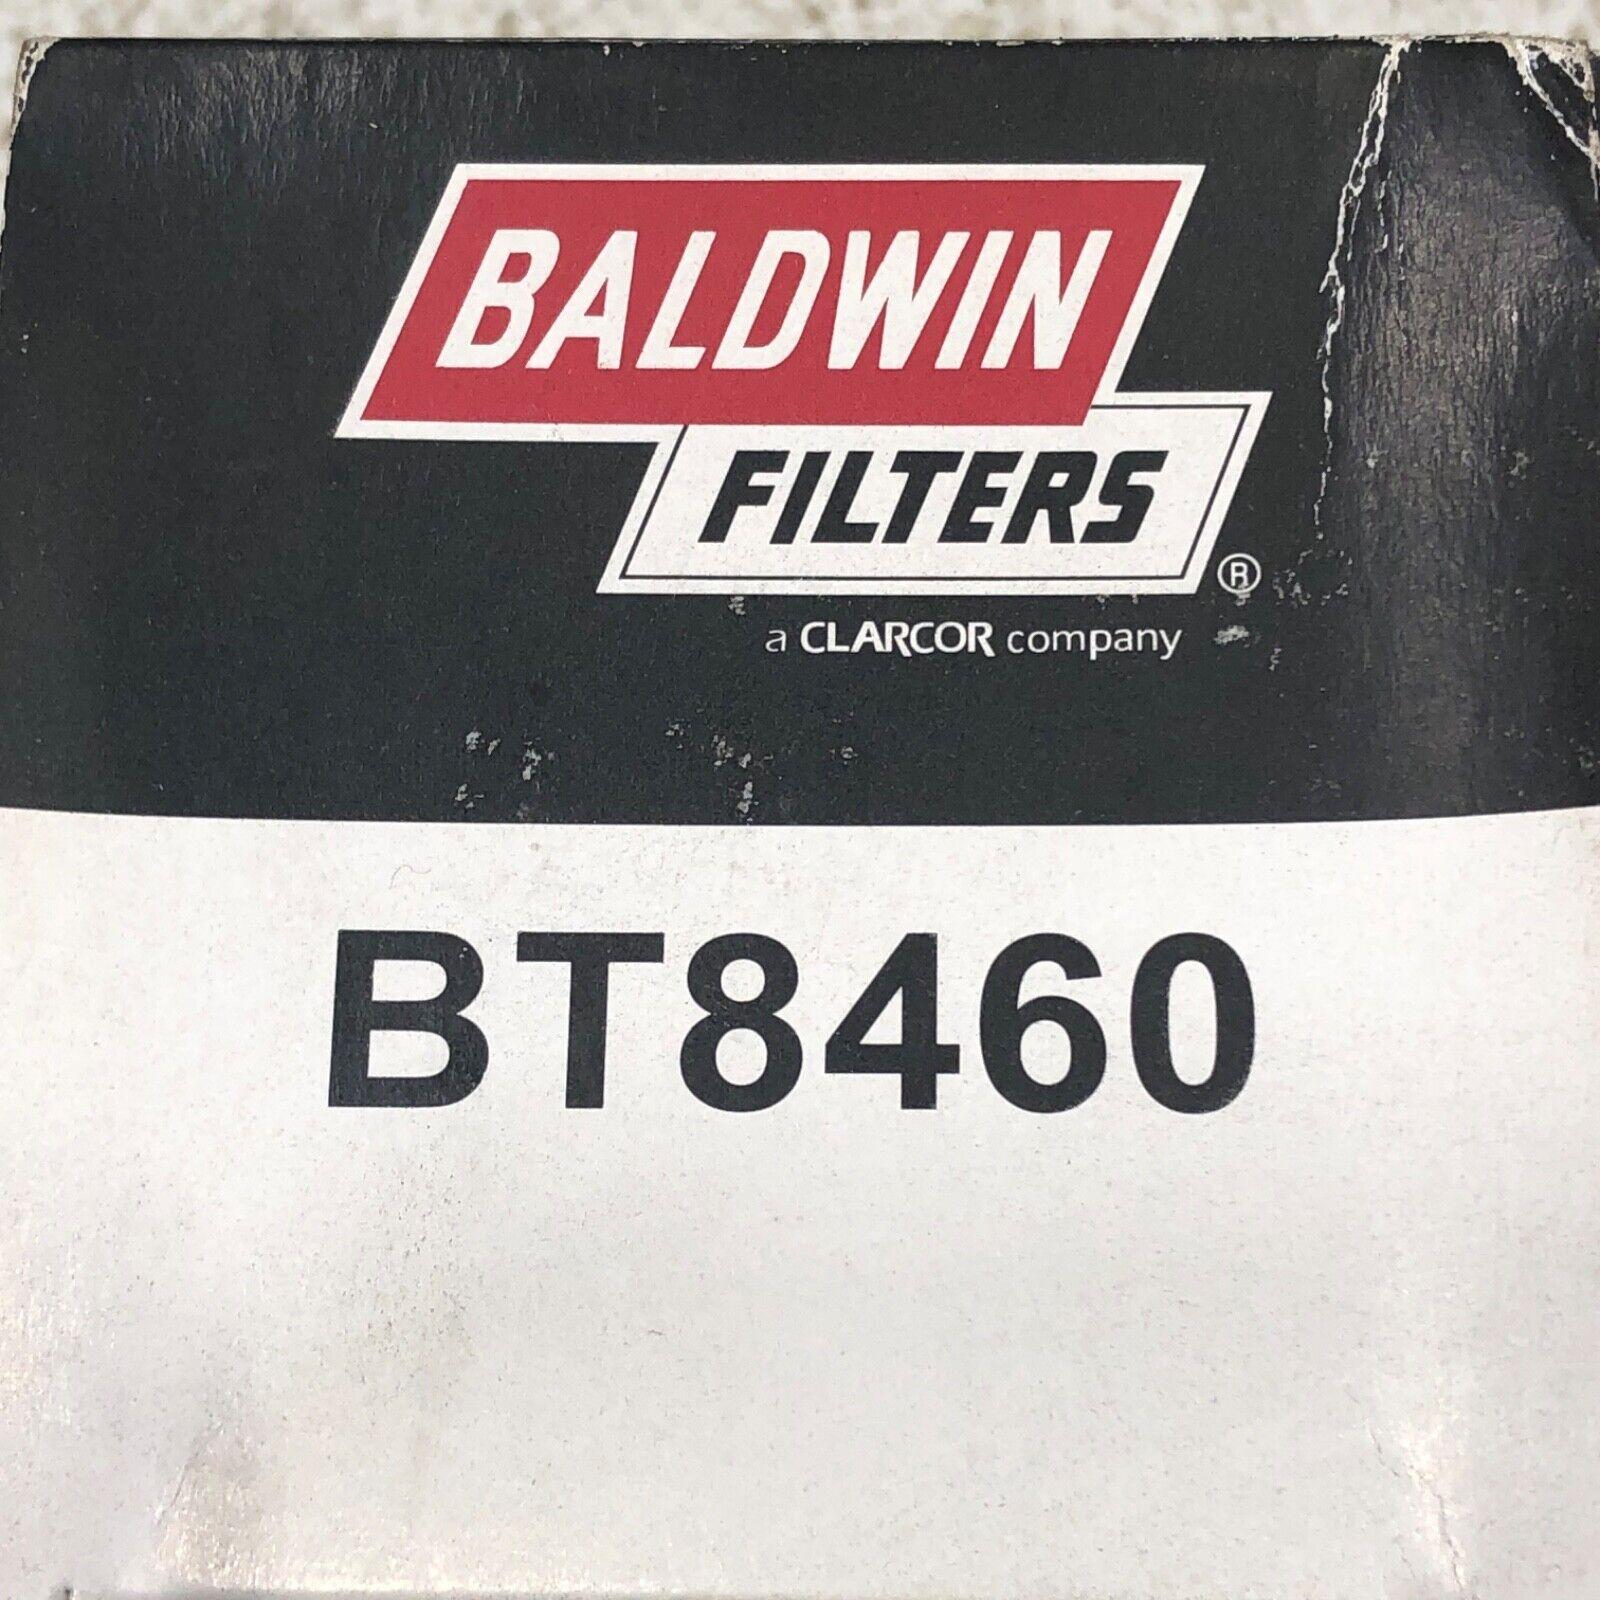 BALDWIN
FILTERS
®
a CLARCOR company
BT8460